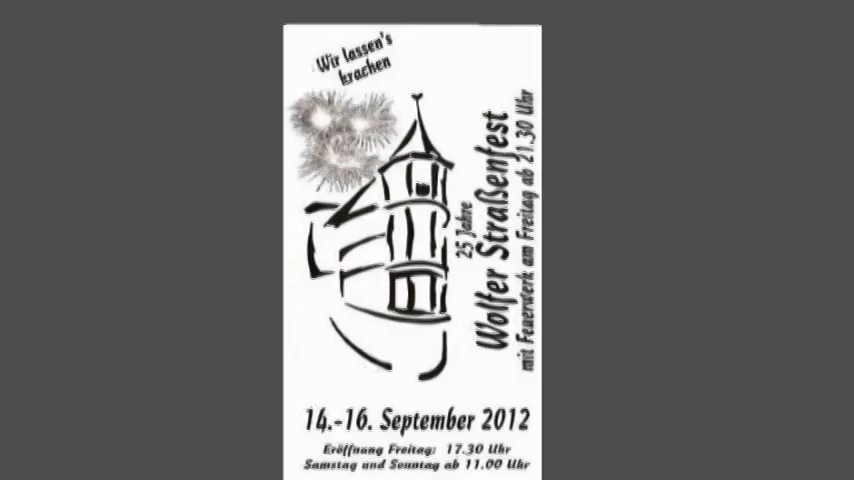 Wir lassen's
krachen
25 Jahre
Wolfer Straßenfest
mit Feuerwerk am Freitag ab 21.30 Uhr
14.-16. September 2012
Eröffnung Freitag: 17.30 Uhr
Samstag und Sonntag ab 11.00 Uhr